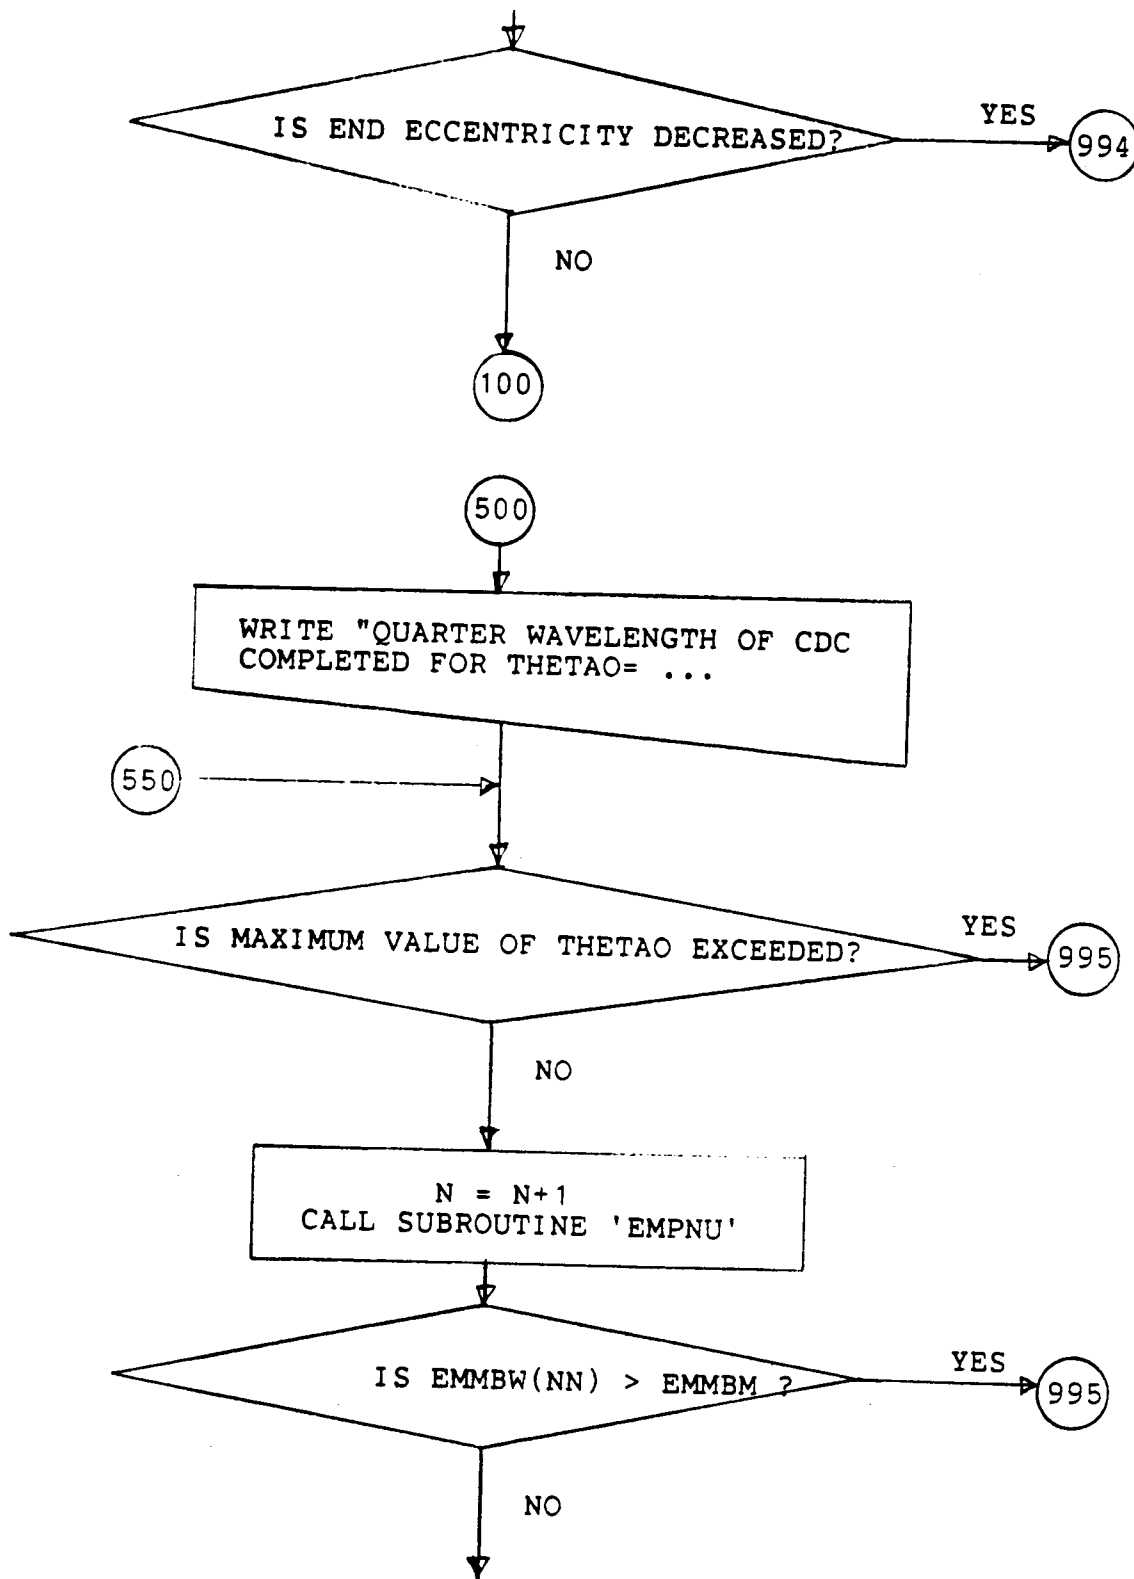 IS END ECCENTRICITY DECREASED?
YES
994
NO
100
500
WRITE "QUARTER WAVELENGTH OF CDC
COMPLETED FOR THETAO= ...
550
IS MAXIMUM VALUE OF THETAO EXCEEDED?
YES
995
NO
N = N+1
CALL SUBROUTINE 'EMPNU'
IS EMMBW(NN) > EMMBM ?
YES
995
NO